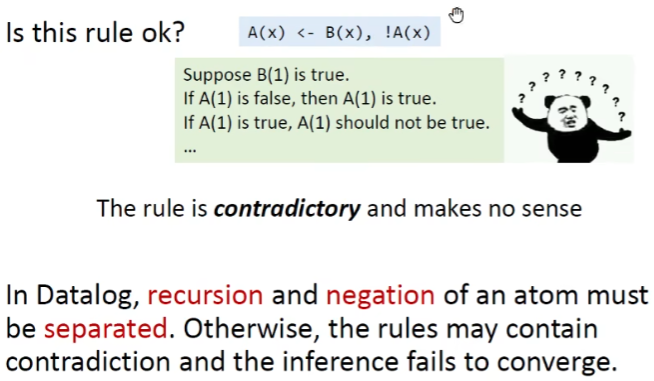 Is this rule ok?
A(x) <- B(x), !A(x)
Suppose B(1) is true.
If A(1) is false, then A(1) is true.
If A(1) is true, A(1) should not be true.
...
? ? ? ? ? ? ? ? ?
The rule is contradictory and makes no sense
In Datalog, recursion and negation of an atom must
be separated. Otherwise, the rules may contain
contradiction and the inference fails to converge.